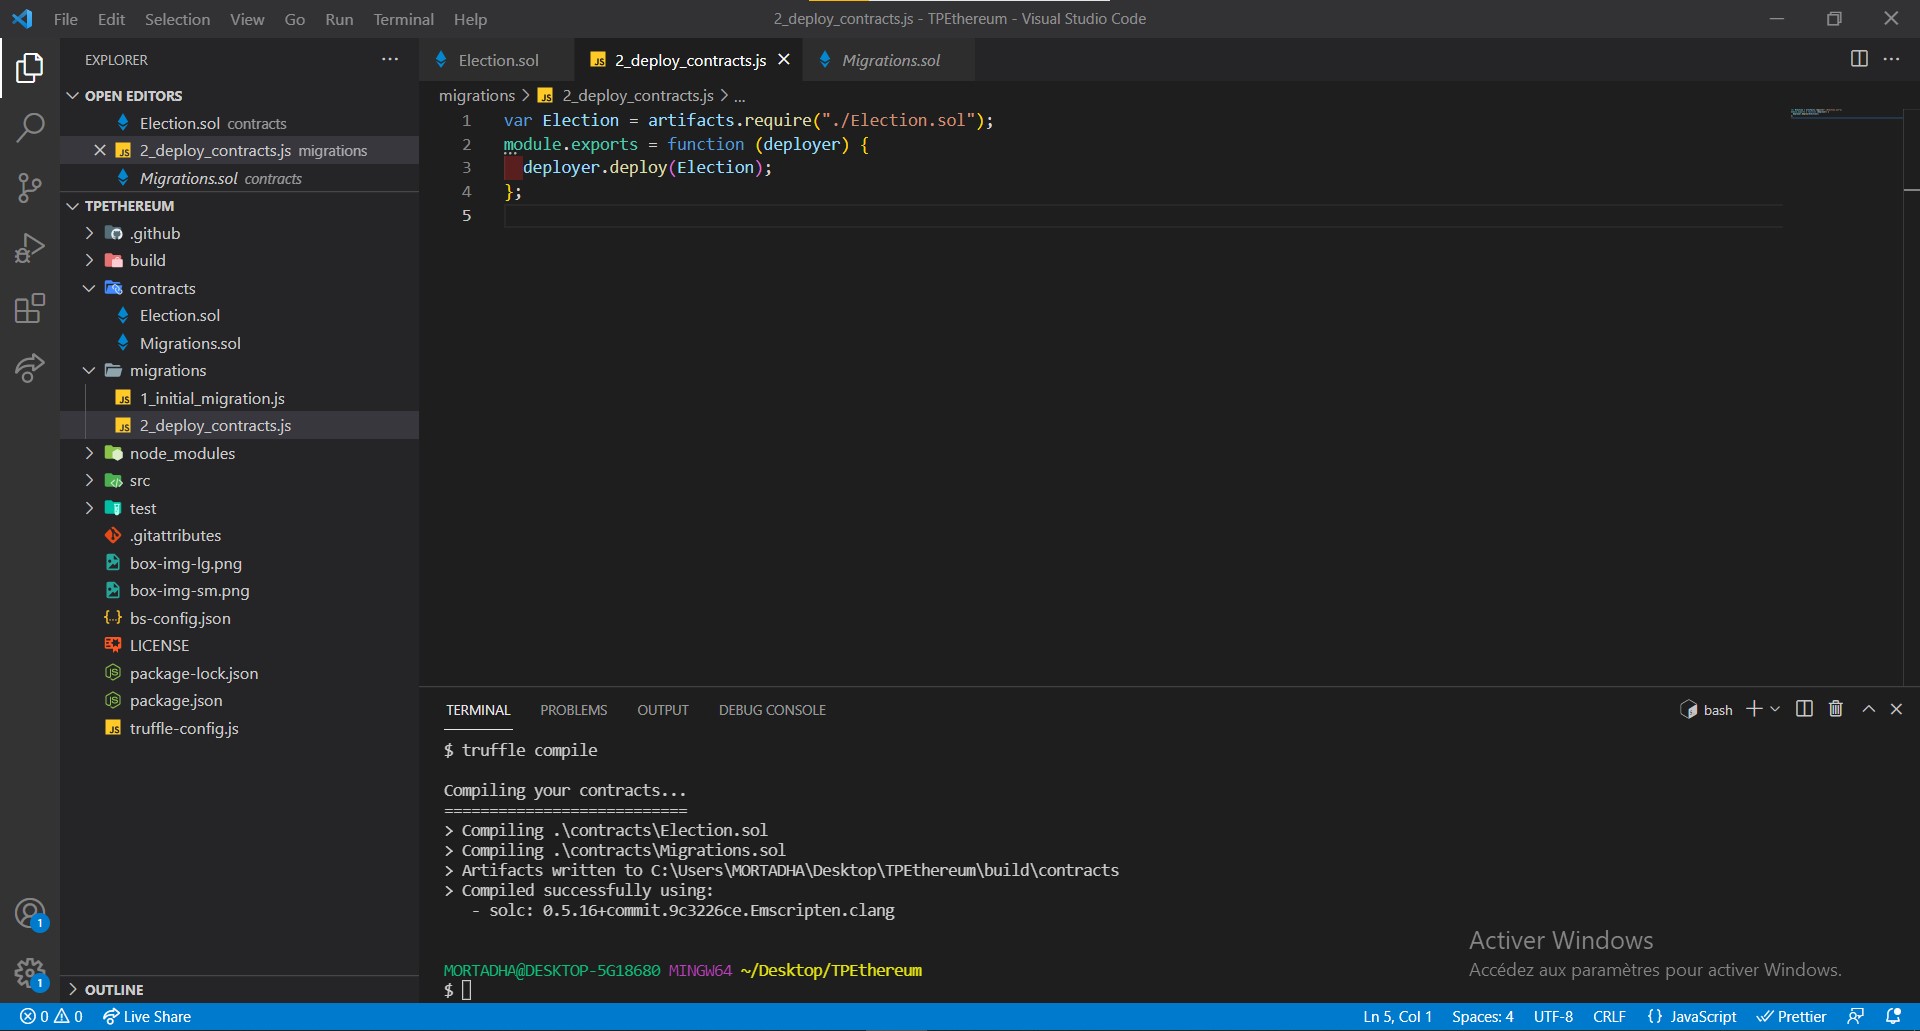 File Edit Selection View Go Run Terminal Help
2_deploy_contracts.js - TPEthereum - Visual Studio Code
EXPLORER
OPEN EDITORS
Election.sol contracts
2_deploy_contracts.js migrations
Migrations.sol contracts
TPETHEREUM
.github
build
contracts
Election.sol
Migrations.sol
migrations
1_initial_migration.js
2_deploy_contracts.js
node_modules
src
test
.gitattributes
box-img-lg.png
box-img-sm.png
bs-config.json
LICENSE
package-lock.json
package.json
truffle-config.js
OUTLINE
Election.sol 2_deploy_contracts.js Migrations.sol
migrations > 2_deploy_contracts.js > ...
1 var Election = artifacts.require("./Election.sol");
2 module.exports = function (deployer) {
3 deployer.deploy(Election);
4 };
5
TERMINAL PROBLEMS OUTPUT DEBUG CONSOLE
bash
$ truffle compile
Compiling your contracts...
===========================
> Compiling .\contracts\Election.sol
> Compiling .\contracts\Migrations.sol
> Artifacts written to C:\Users\MORTADHA\Desktop\TPEthereum\build\contracts
> Compiled successfully using:
- solc: 0.5.16+commit.9c3226ce.Emscripten.clang
MORTADHA@DESKTOP-5G18680 MINGW64 ~/Desktop/TPEthereum
$
Activer Windows
Accédez aux paramètres pour activer Windows.
1
1
0 0 Live Share
Ln 5, Col 1 Spaces: 4 UTF-8 CRLF {} JavaScript Prettier